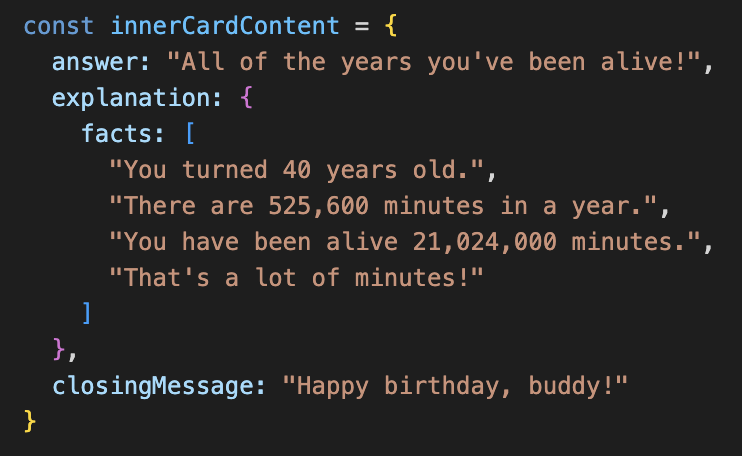 const innerCardContent = {
  answer: "All of the years you've been alive!",
  explanation: {
    facts: [
      "You turned 40 years old.",
      "There are 525,600 minutes in a year.",
      "You have been alive 21,024,000 minutes.",
      "That's a lot of minutes!"
    ]
  },
  closingMessage: "Happy birthday, buddy!"
}